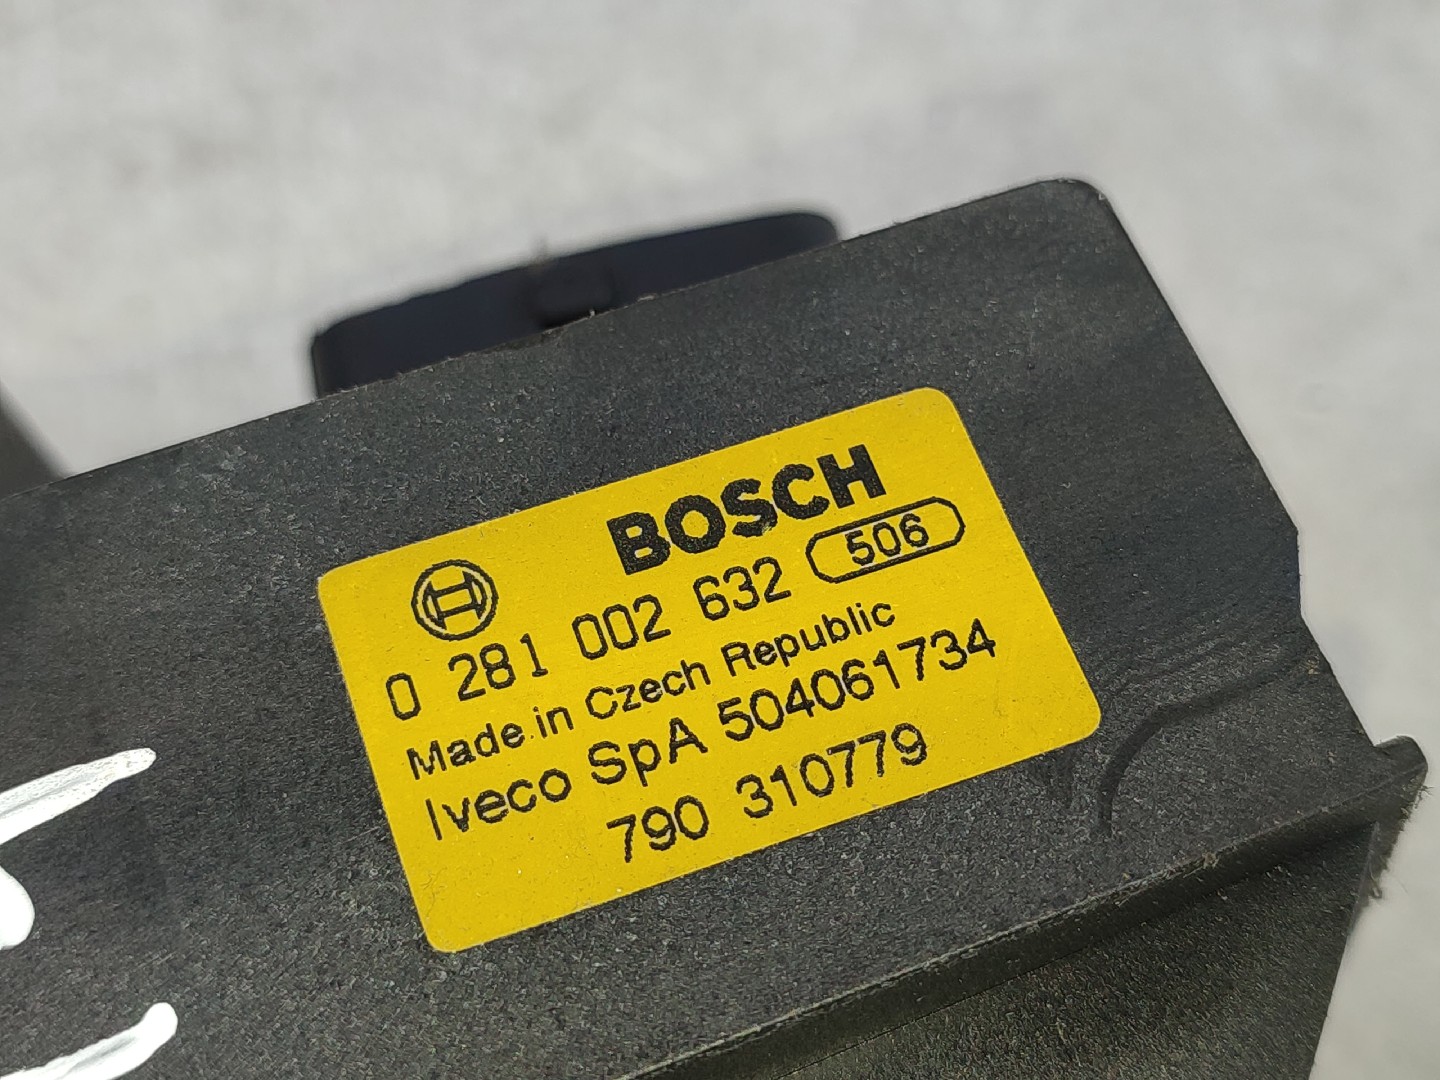 BOSCH
0 281 002 632 506
Made in Czech Republic
Iveco SpA 504061734
790 310779